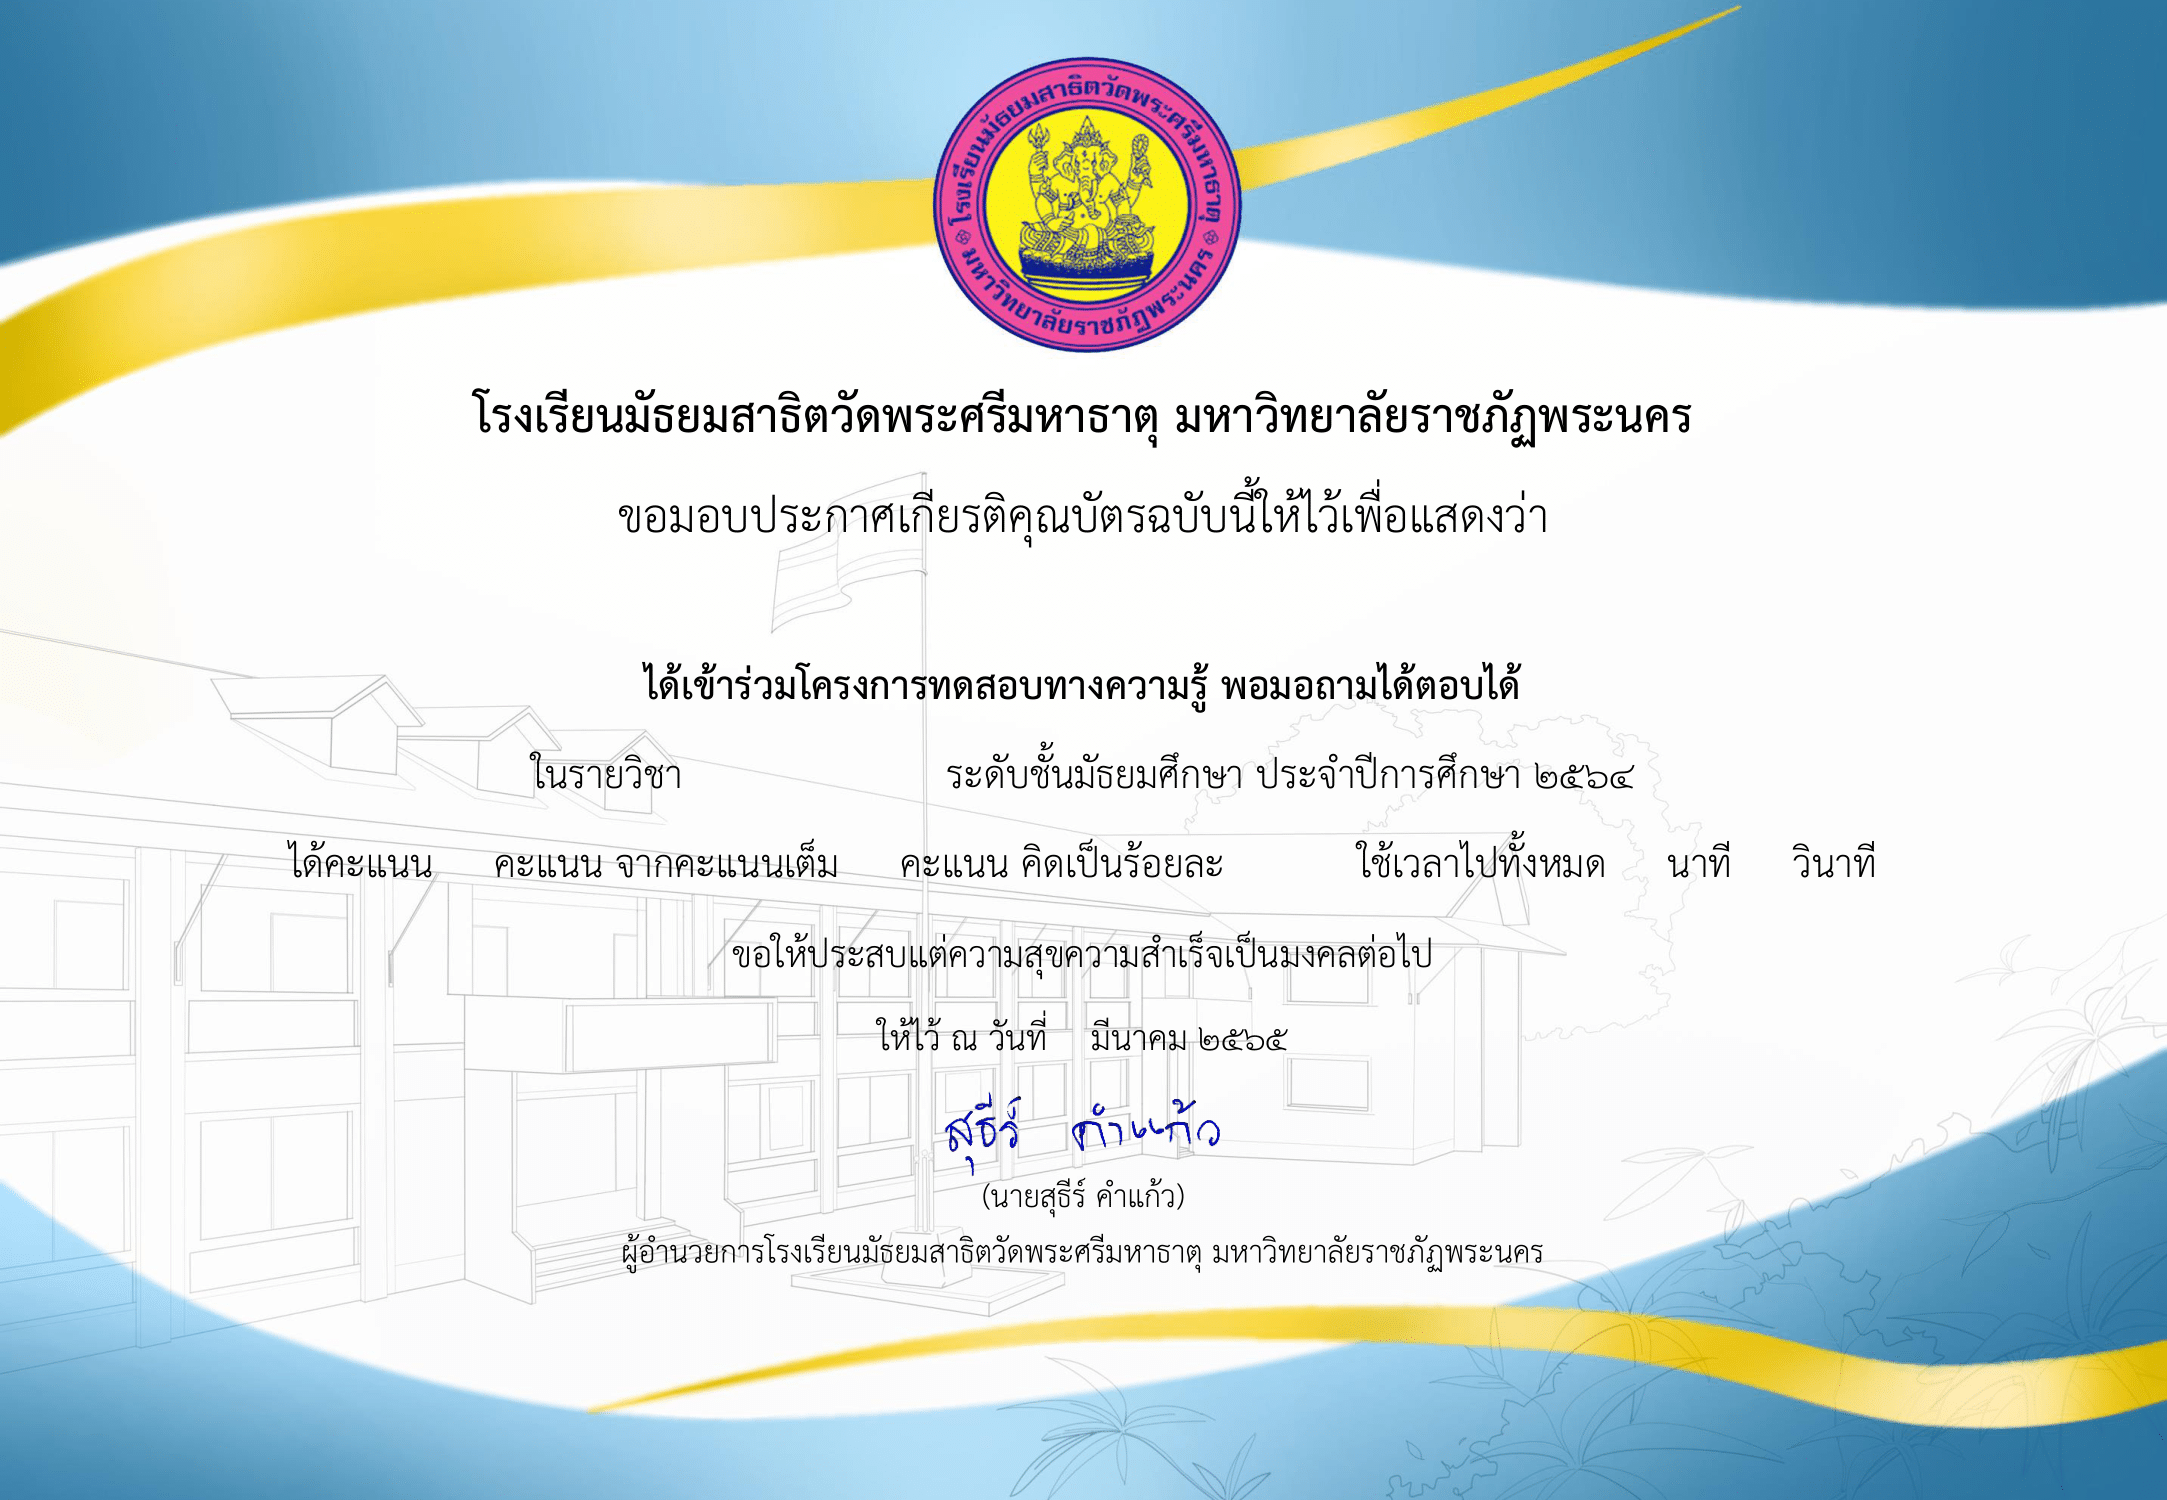 โรงเรียนมัธยมสาธิตวัดพระศรีมหาธาตุ
มหาวิทยาลัยราชภัฏพระนคร
โรงเรียนมัธยมสาธิตวัดพระศรีมหาธาตุ มหาวิทยาลัยราชภัฏพระนคร
ขอมอบประกาศเกียรติคุณบัตรฉบับนี้ให้ไว้เพื่อแสดงว่า
ได้เข้าร่วมโครงการทดสอบทางความรู้ พอมอถามได้ตอบได้
ในรายวิชา ระดับชั้นมัธยมศึกษา ประจำปีการศึกษา ๒๕๖๔
ได้คะแนน คะแนน จากคะแนนเต็ม คะแนน คิดเป็นร้อยละ ใช้เวลาไปทั้งหมด นาที วินาที
ขอให้ประสบแต่ความสุขความสำเร็จเป็นมงคลต่อไป
ให้ไว้ ณ วันที่ มีนาคม ๒๕๖๕
สุธีร์ คำแก้ว
(นายสุธีร์ คำแก้ว)
ผู้อำนวยการโรงเรียนมัธยมสาธิตวัดพระศรีมหาธาตุ มหาวิทยาลัยราชภัฏพระนคร